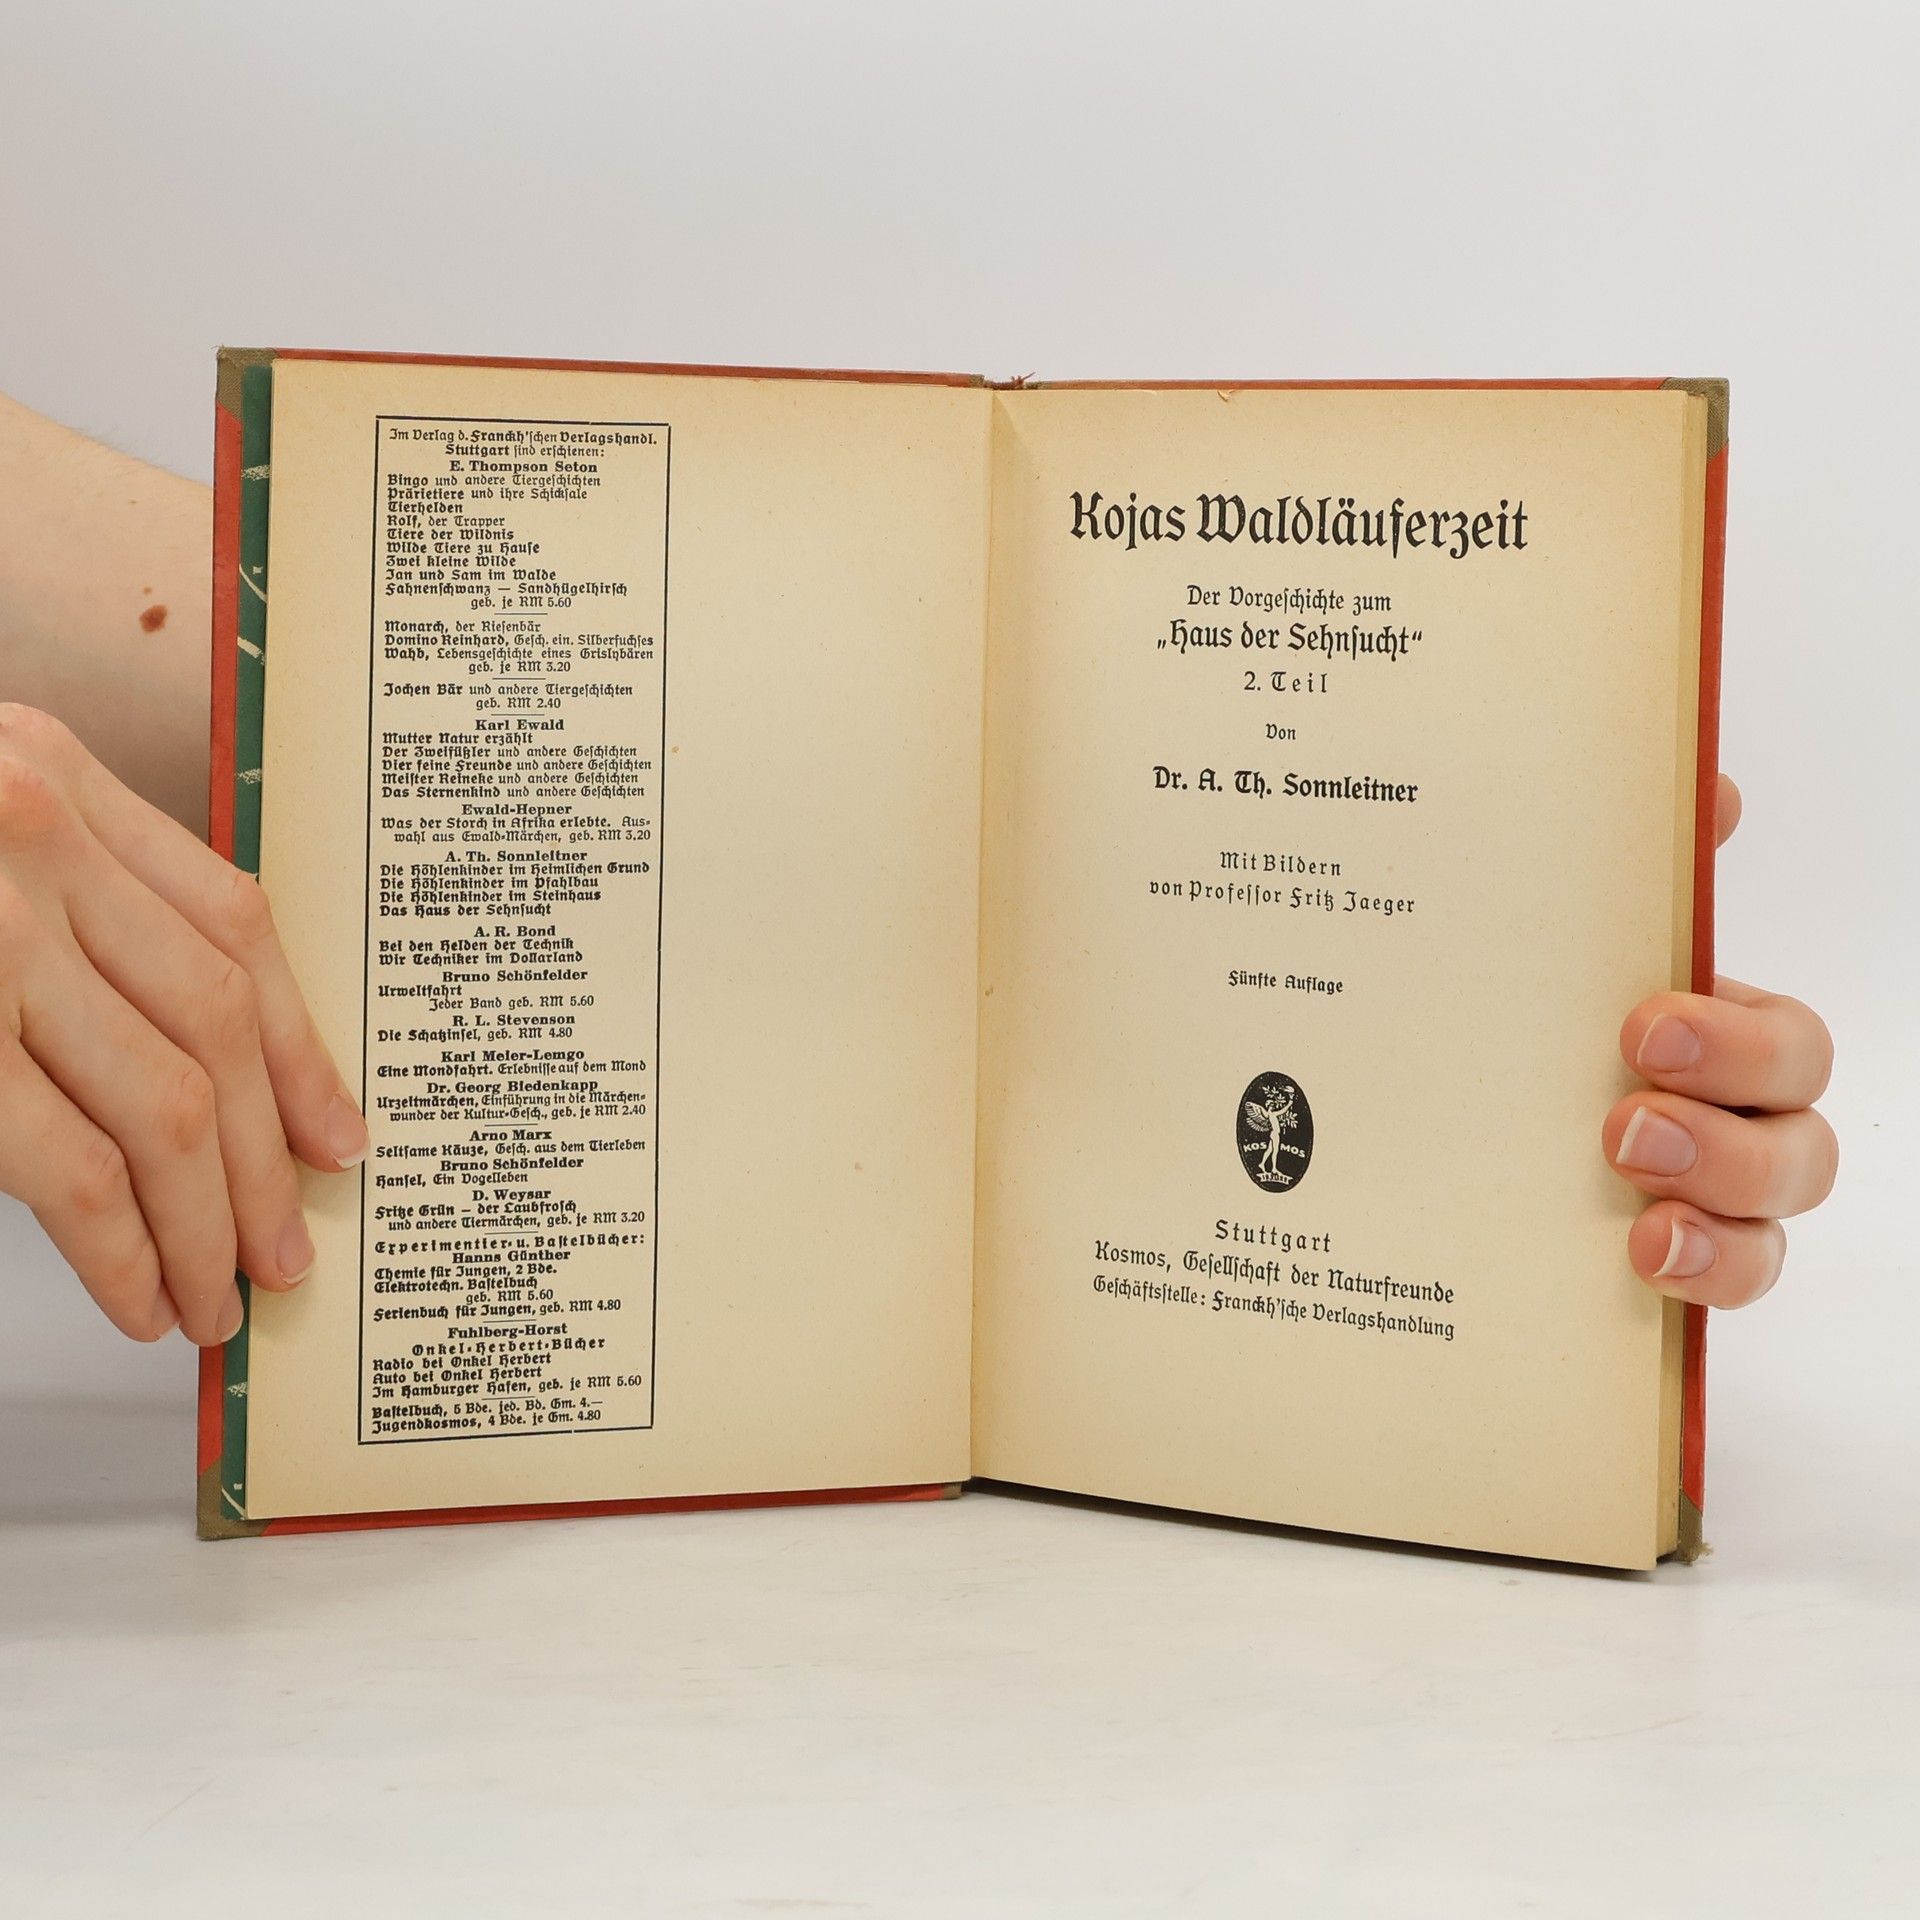 Im Verlag d. Franckh'schen Verlagshandl.
Stuttgart sind erschienen:
E. Thompson Seton
Bingo und andere Tiergeschichten
Prärietiere und ihre Schicksale
Tierhelden
Rolf, der Trapper
Tiere der Wildnis
Wilde Tiere zu Hause
Zwei kleine Wilde
Jan und Sam im Walde
Fahnenschwanz — Sandhügelhirsch
geb. je RM 5.60
Monarch, der Riesenbär
Domino Reinhard, Gesch. ein. Silberfuchses
Wahb, Lebensgeschichte eines Grislybären
geb. je RM 3.20
Jochen Bär und andere Tiergeschichten
geb. RM 2.40
Karl Ewald
Mutter Natur erzählt
Der Zweifüßler und andere Geschichten
Vier feine Freunde und andere Geschichten
Meister Reineke und andere Geschichten
Das Sternenkind und andere Geschichten
Ewald-Hepner
Was der Storch in Afrika erlebte. Aus-
wahl aus Ewald-Märchen, geb. RM 3.20
A. Th. Sonnleitner
Die Höhlenkinder im Heimlichen Grund
Die Höhlenkinder im Pfahlbau
Die Höhlenkinder im Steinhaus
Das Haus der Sehnsucht
A. R. Bond
Bei den Helden der Technik
Wir Techniker im Dollarland
Bruno Schönfelder
Urweltfahrt
Jeder Band geb. RM 5.60
R. L. Stevenson
Die Schatzinsel, geb. RM 4.80
Karl Meier-Lemgo
Eine Mondfahrt. Erlebnisse auf dem Mond
Dr. Georg Biedenkapp
Urzeitmärchen, Einführung in die Märchen-
wunder der Kultur-Gesch., geb. je RM 2.40
Arno Marx
Seltsame Käuze, Gesch. aus dem Tierleben
Bruno Schönfelder
Hansel, Ein Vogelleben
D. Weysar
Fritze Grün — der Laubfrosch
und andere Tiermärchen, geb. je RM 3.20
Experimentier- u. Bastelbücher:
Hanns Günther
Chemie für Jungen, 2 Bde.
Elektrotechn. Bastelbuch
geb. RM 5.60
Ferienbuch für Jungen, geb. RM 4.80
Fuhlberg-Horst
Onkel-Herbert-Bücher
Radio bei Onkel Herbert
Auto bei Onkel Herbert
Im Hamburger Hafen, geb. je RM 5.60
Bastelbuch, 5 Bde. jed. Bd. Gm. 4.—
Jugendkosmos, 4 Bde. je Gm. 4.80
Kojas Waldläuferzeit
Der Vorgeschichte zum
„Haus der Sehnsucht“
2. Teil
Von
Dr. A. Th. Sonnleitner
Mit Bildern
von Professor Fritz Jaeger
Fünfte Auflage
KOSMOS
Stuttgart
Kosmos, Gesellschaft der Naturfreunde
Geschäftsstelle: Franckh'sche Verlagshandlung